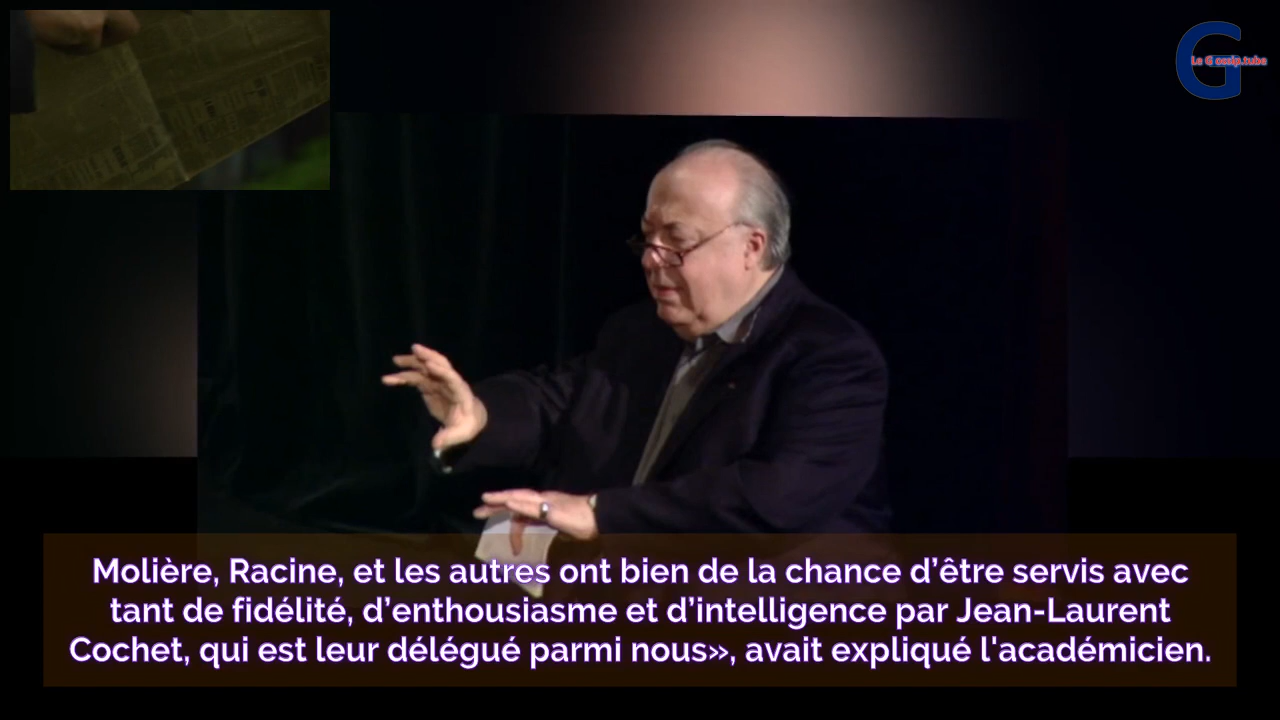 G
Le G ossip.tube
Molière, Racine, et les autres ont bien de la chance d’être servis avec
tant de fidélité, d’enthousiasme et d’intelligence par Jean-Laurent
Cochet, qui est leur délégué parmi nous», avait expliqué l'académicien.